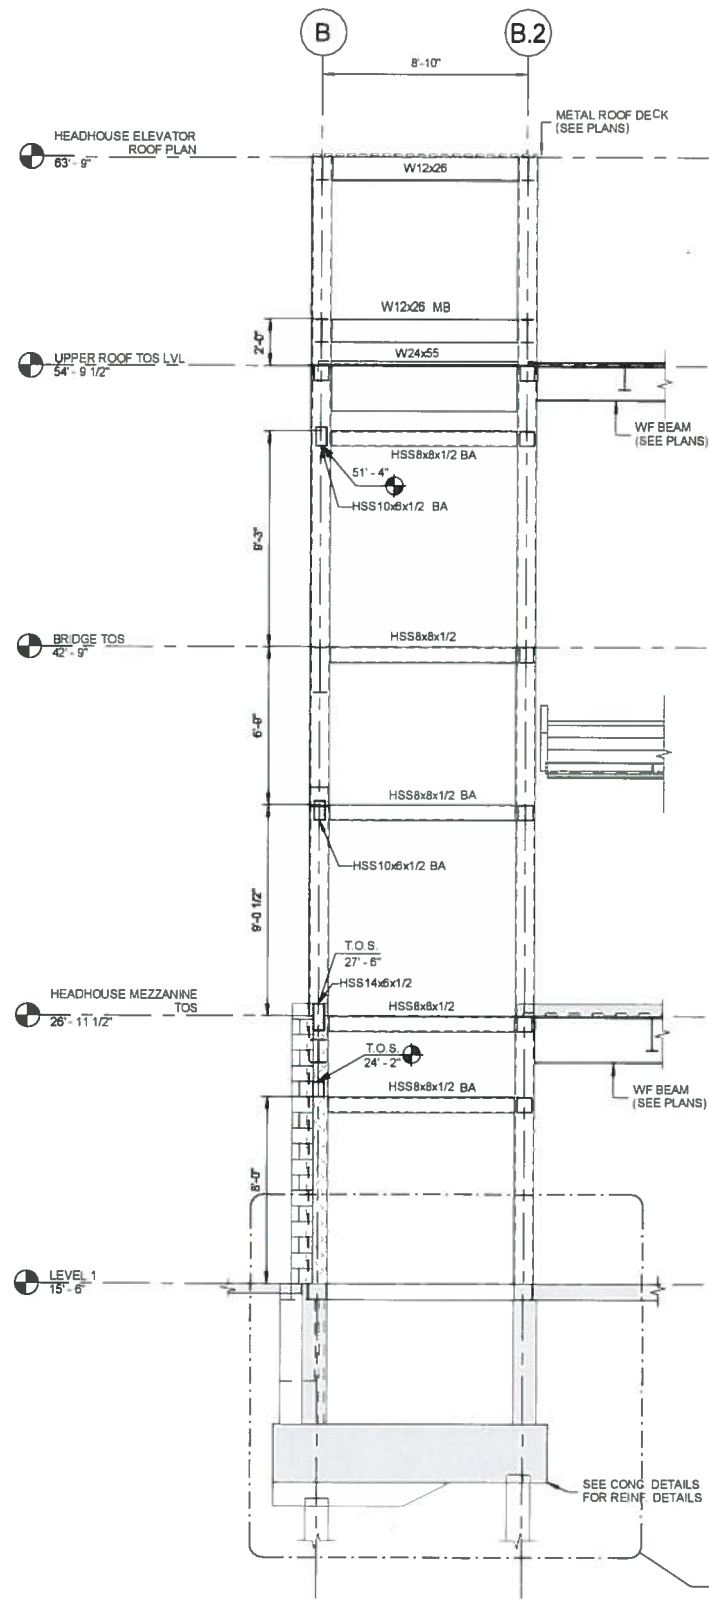 B
B.2
8'-10"
METAL ROOF DECK
(SEE PLANS)
HEADHOUSE ELEVATOR
ROOF PLAN
63' - 9"
W12x26
W12x26 MB
2'-0"
W24x55
UPPER ROOF TOS LVL
54' - 9 1/2"
WF BEAM
(SEE PLANS)
HSS8x8x1/2 BA
51' - 4"
HSS10x6x1/2 BA
9'-3"
HSS8x8x1/2
BRIDGE TOS
42' - 9"
6'-9"
HSS8x8x1/2 BA
HSS10x6x1/2 BA
9'-0 1/2"
T.O.S.
27' - 6"
HSS14x6x1/2
HEADHOUSE MEZZANINE
TOS
26' - 11 1/2"
HSS8x8x1/2
T.O.S.
24' - 2"
HSS8x8x1/2 BA
WF BEAM
(SEE PLANS)
8'-0"
LEVEL 1
15' - 6"
SEE CONC DETAILS
FOR REINF. DETAILS